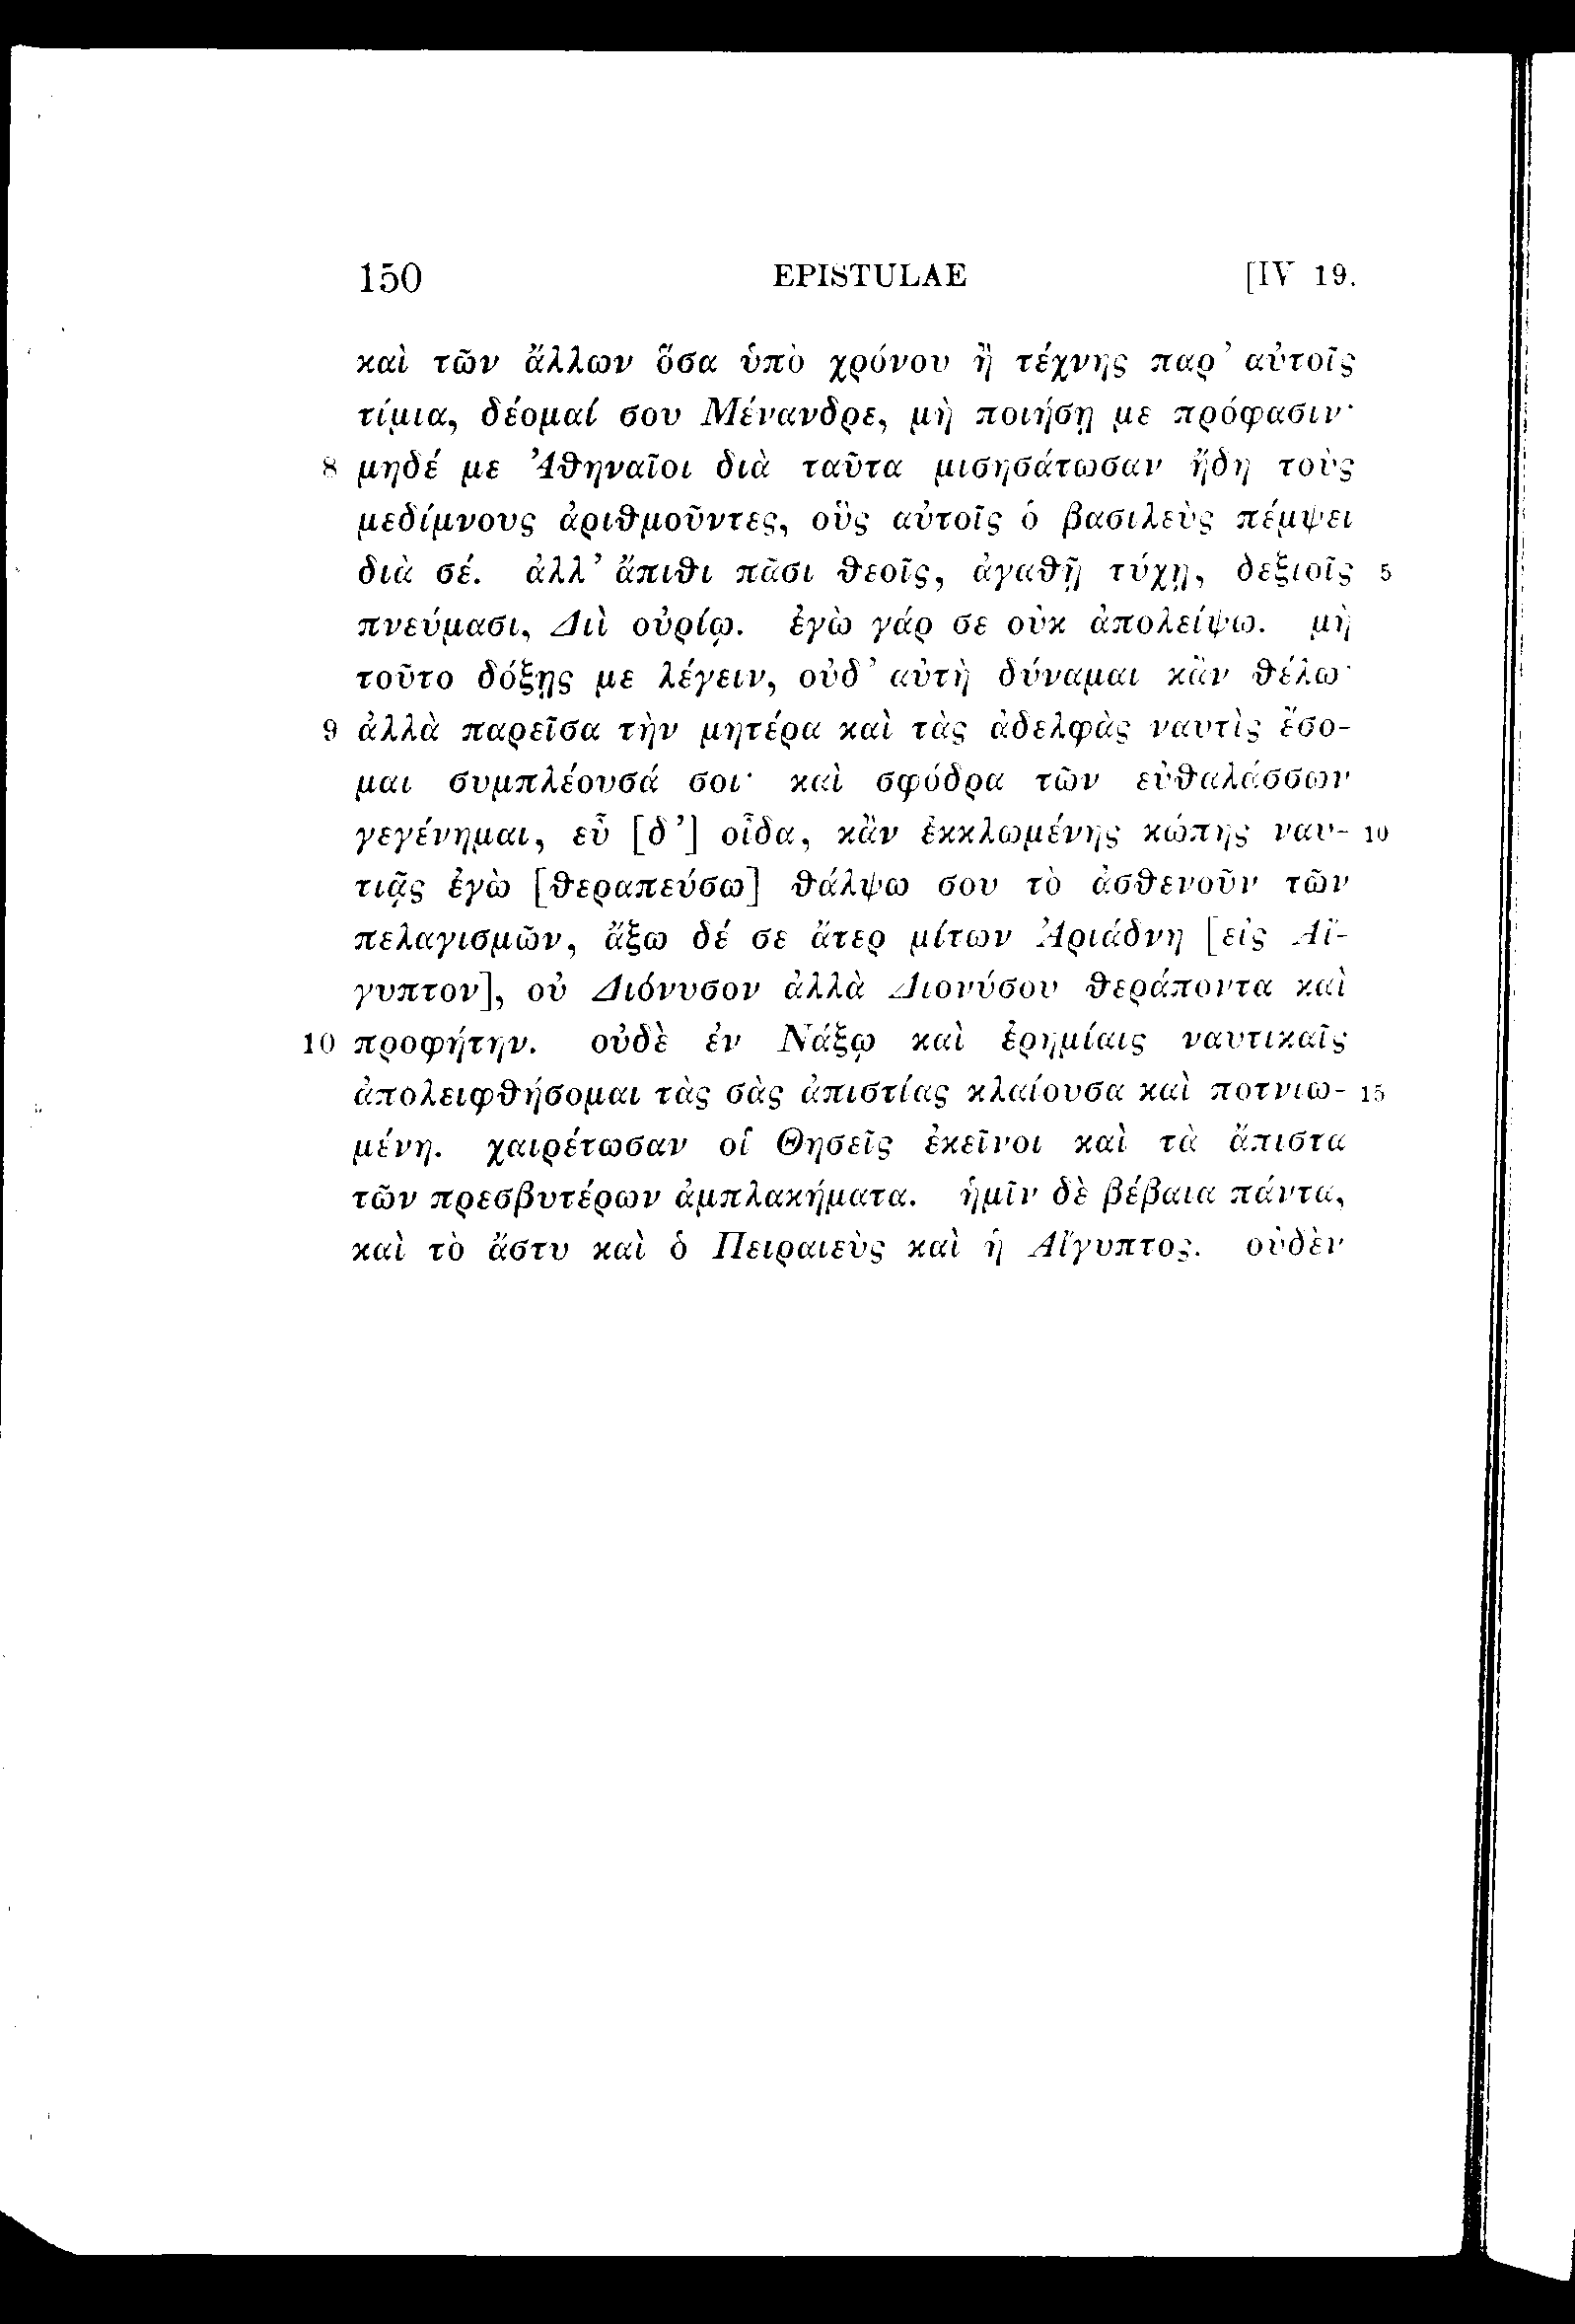 150 EPISTULAE [IV 19.
καὶ τῶν ἄλλων ὅσα ὑπὸ χρόνου ἢ τέχνης παρ’ αὐτοῖς
τίμια, δέομαί σου Μένανδρε, μὴ ποιήσῃ με πρόφασιν·
8 μηδέ με Ἀθηναῖοι διὰ ταῦτα μισησάτωσαν ἤδη τοὺς
μεδίμνους ἀριθμοῦντες, οὓς αὐτοῖς ὁ βασιλεὺς πέμψει
διὰ σέ. ἀλλ’ ἄπιθι πᾶσι θεοῖς, ἀγαθῇ τύχῃ, δεξιοῖς 5
πνεύμασι, Διὶ οὐρίῳ. ἐγὼ γάρ σε οὐκ ἀπολείψω. μὴ
τοῦτο δόξῃς με λέγειν, οὐδ’ αὐτὴ δύναμαι κἂν θέλω·
9 ἀλλὰ παρεῖσα τὴν μητέρα καὶ τὰς ἀδελφὰς ναυτὶς ἔσο-
μαι συμπλέουσά σοι· καὶ σφόδρα τῶν εὐθαλάσσων
γεγένημαι, εὖ [δ’] οἶδα, κἂν ἐκκλωμένης κώπης ναυ- 10
τιᾷς ἐγὼ [θεραπεύσω] θάλψω σου τὸ ἀσθενοῦν τῶν
πελαγισμῶν, ἄξω δέ σε ἄτερ μίτων Ἀριάδνη [εἰς Αἴ-
γυπτον], οὐ Διόνυσον ἀλλὰ Διονύσου θεράποντα καὶ
10 προφήτην. οὐδὲ ἐν Νάξῳ καὶ ἐρημίαις ναυτικαῖς
ἀπολειφθήσομαι τὰς σὰς ἀπιστίας κλαίουσα καὶ ποτνιω- 15
μένη. χαιρέτωσαν οἱ Θησεῖς ἐκεῖνοι καὶ τὰ ἄπιστα
τῶν πρεσβυτέρων ἀμπλακήματα. ἡμῖν δὲ βέβαια πάντα,
καὶ τὸ ἄστυ καὶ ὁ Πειραιεὺς καὶ ἡ Αἴγυπτος. οὐδὲν